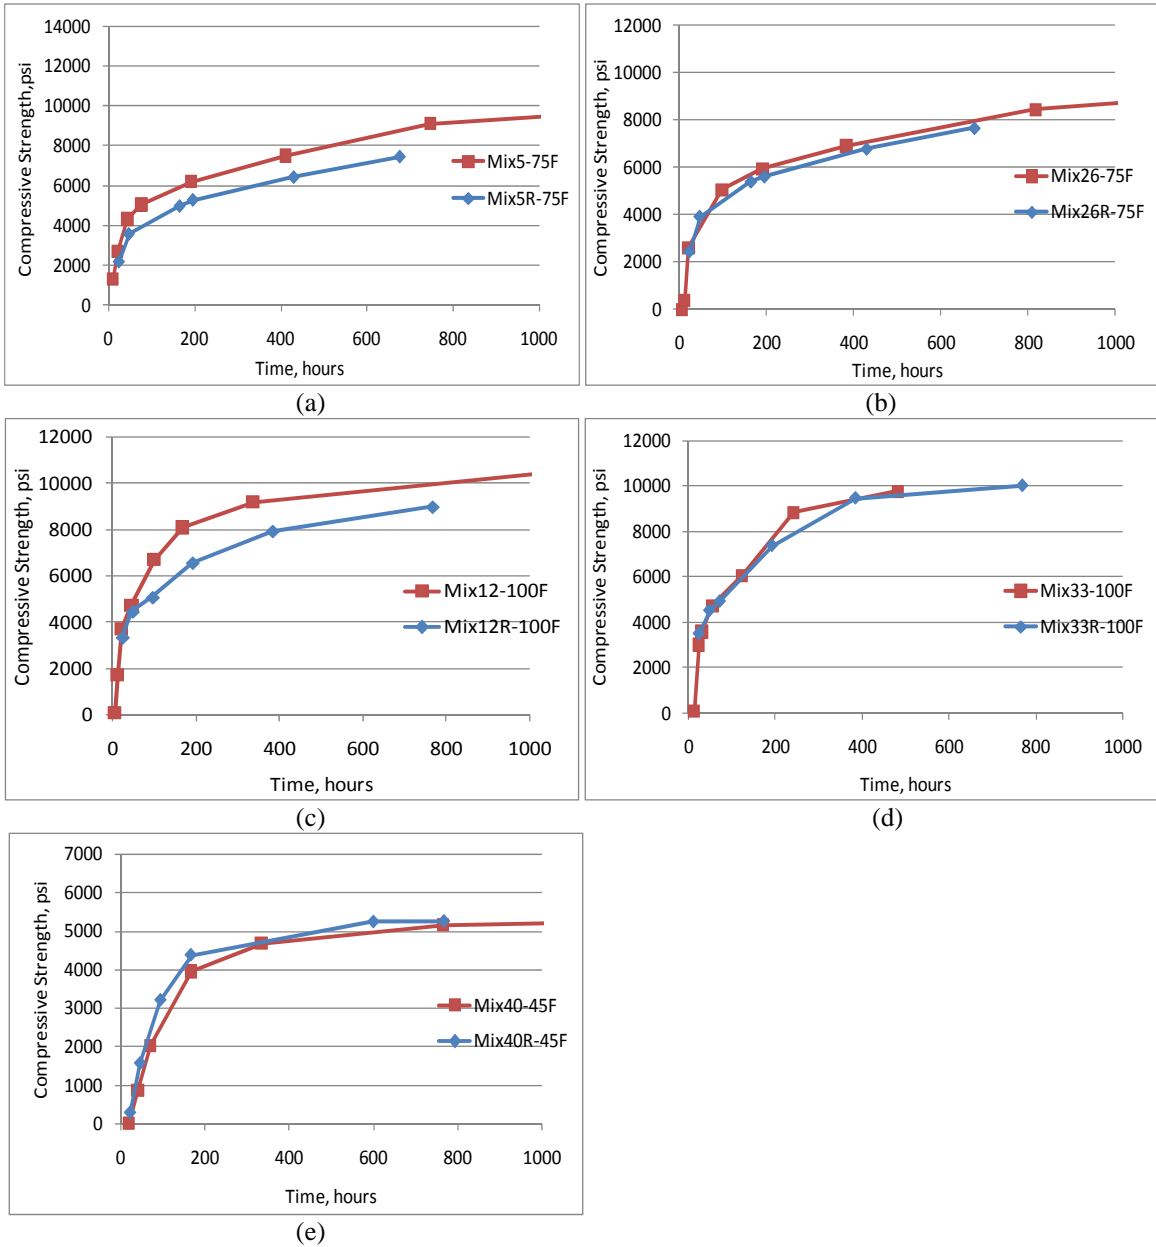 14000
12000
10000
8000
6000
4000
2000
0
Compressive Strength,psi
Mix5-75F
Mix5R-75F
0 200 400 600 800 1000
Time, hours
(a)
12000
10000
8000
6000
4000
2000
0
Compressive Strength, psi
Mix26-75F
Mix26R-75F
0 200 400 600 800 1000
Time, hours
(b)
12000
10000
8000
6000
4000
2000
0
Compressive Strength, psi
Mix12-100F
Mix12R-100F
0 200 400 600 800 1000
Time, hours
(c)
12000
10000
8000
6000
4000
2000
0
Compressive Strength, psi
Mix33-100F
Mix33R-100F
0 200 400 600 800 1000
Time, hours
(d)
7000
6000
5000
4000
3000
2000
1000
0
Compressive Strength, psi
Mix40-45F
Mix40R-45F
0 200 400 600 800 1000
Time, hours
(e)